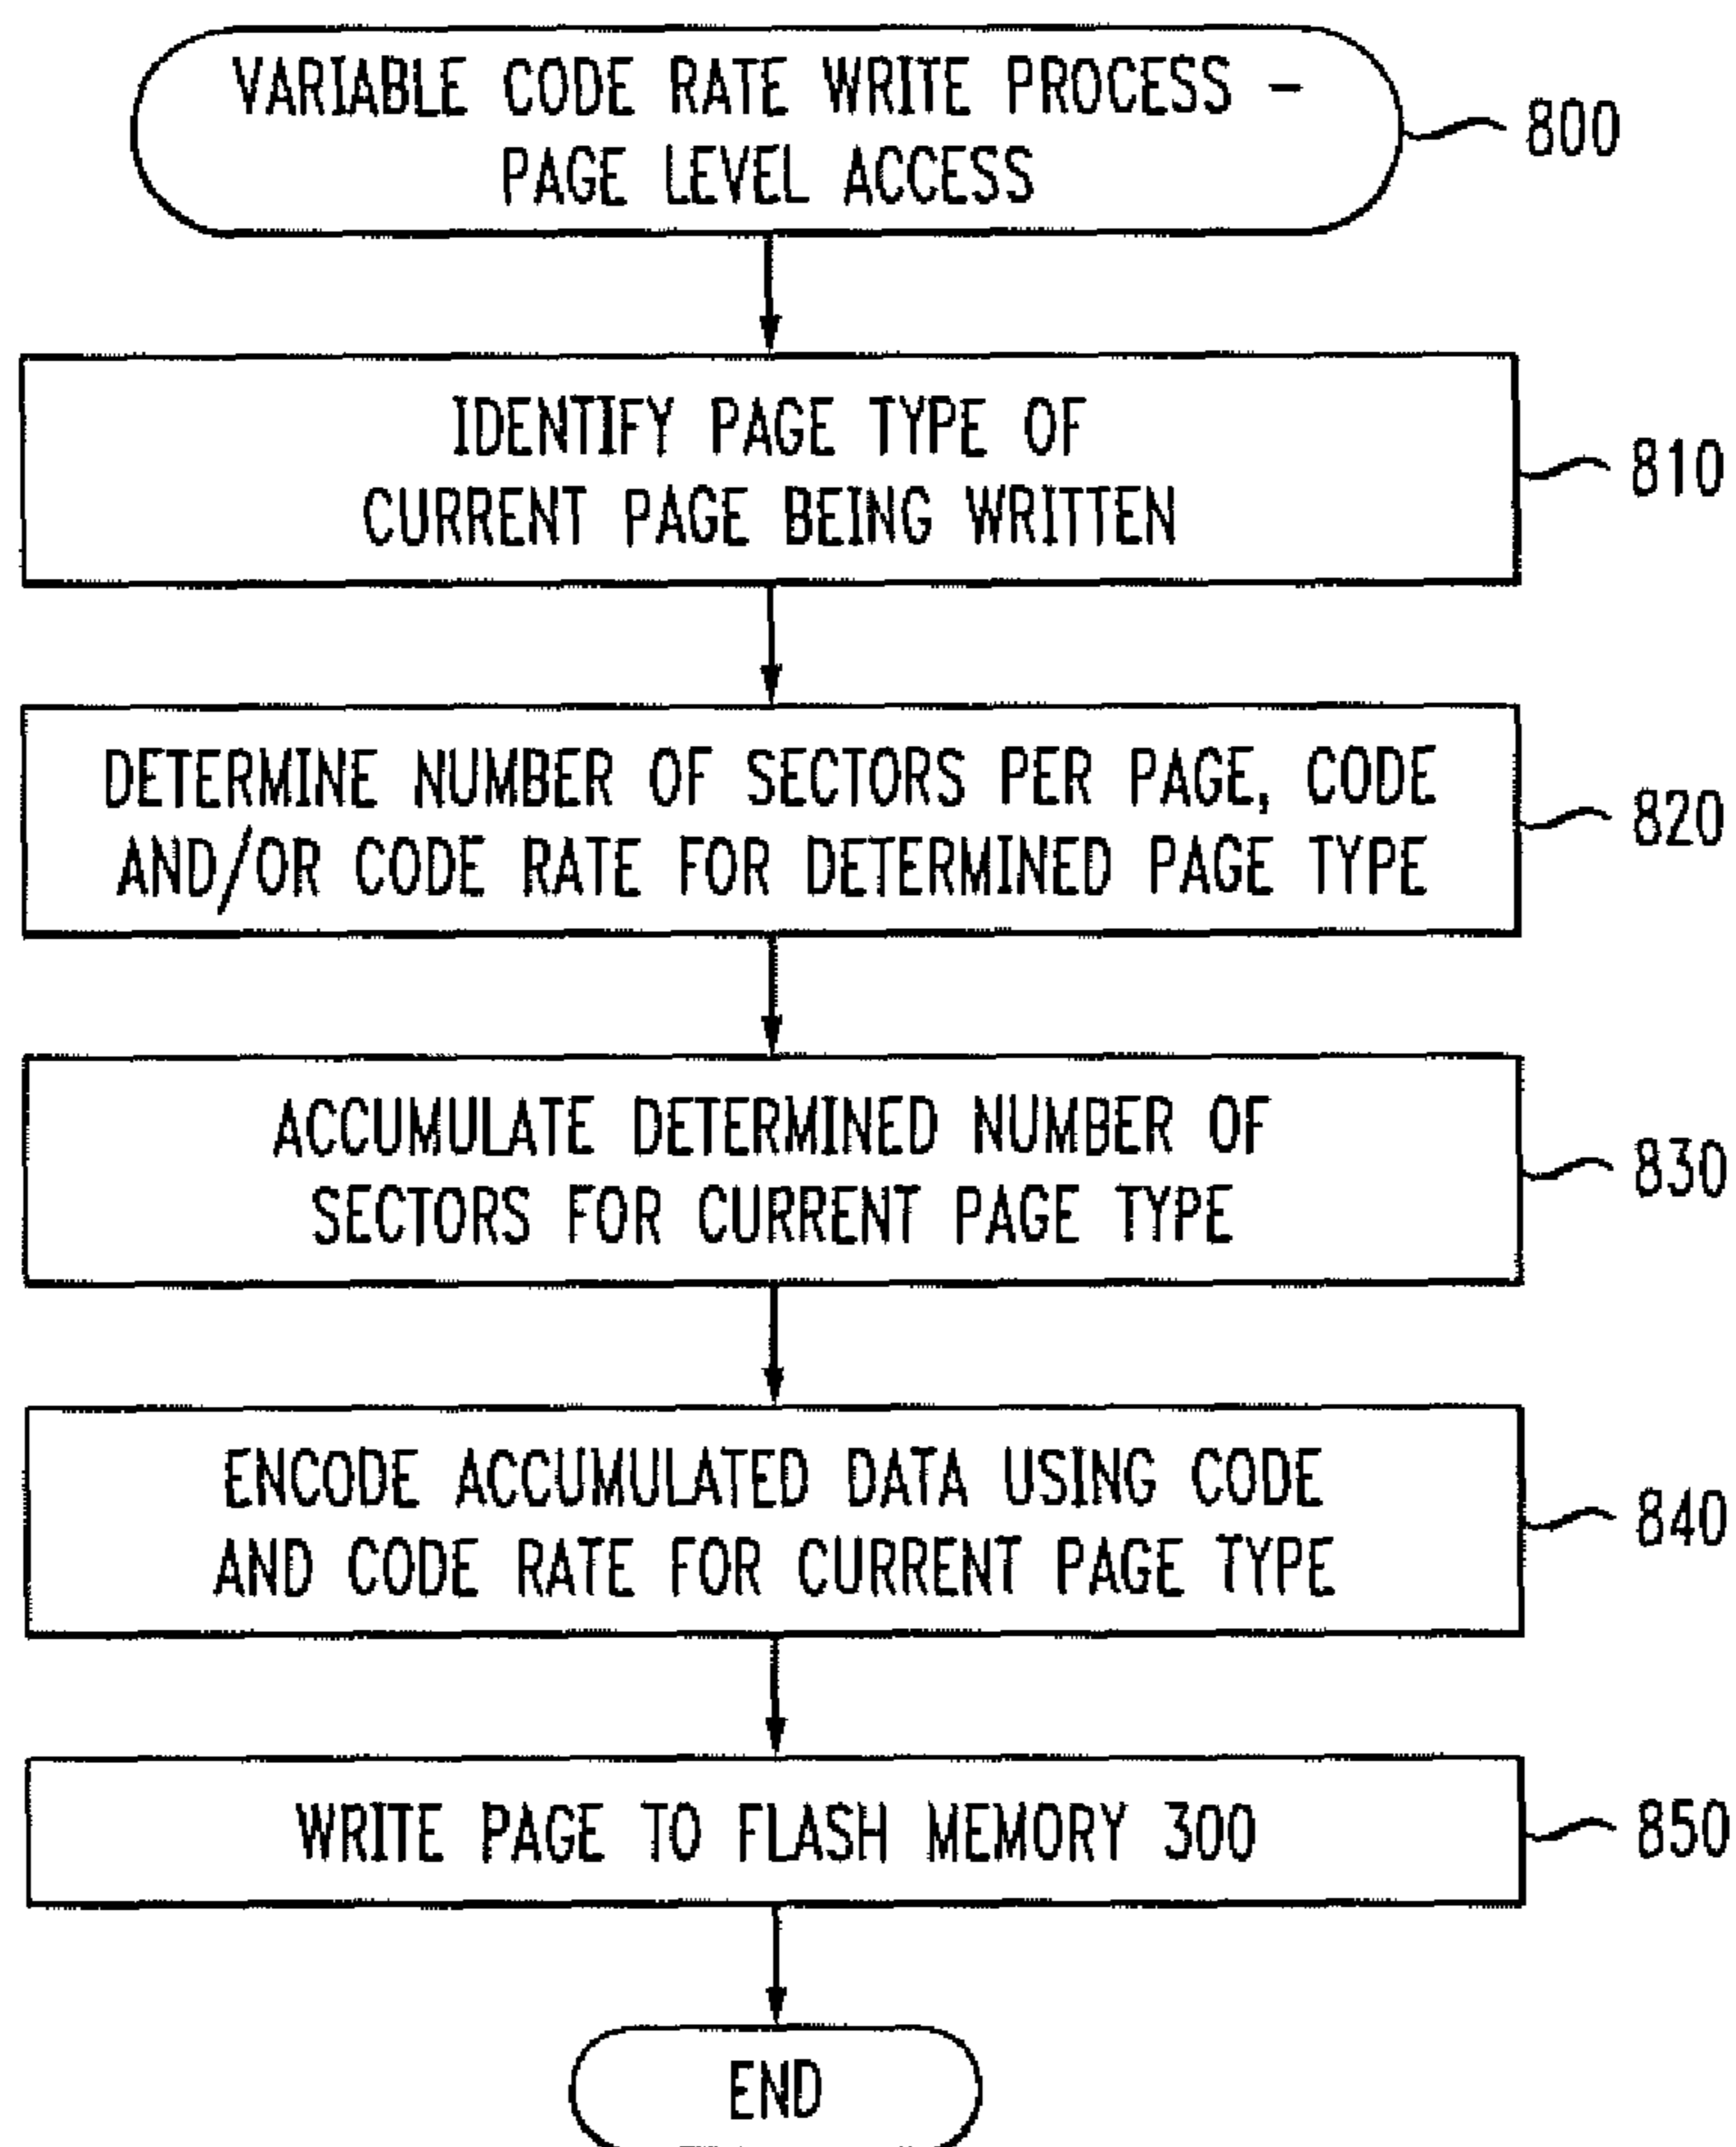 VARIABLE CODE RATE WRITE PROCESS -
PAGE LEVEL ACCESS
800
IDENTIFY PAGE TYPE OF
CURRENT PAGE BEING WRITTEN
810
DETERMINE NUMBER OF SECTORS PER PAGE, CODE
AND/OR CODE RATE FOR DETERMINED PAGE TYPE
820
ACCUMULATE DETERMINED NUMBER OF
SECTORS FOR CURRENT PAGE TYPE
830
ENCODE ACCUMULATED DATA USING CODE
AND CODE RATE FOR CURRENT PAGE TYPE
840
WRITE PAGE TO FLASH MEMORY 300
850
END